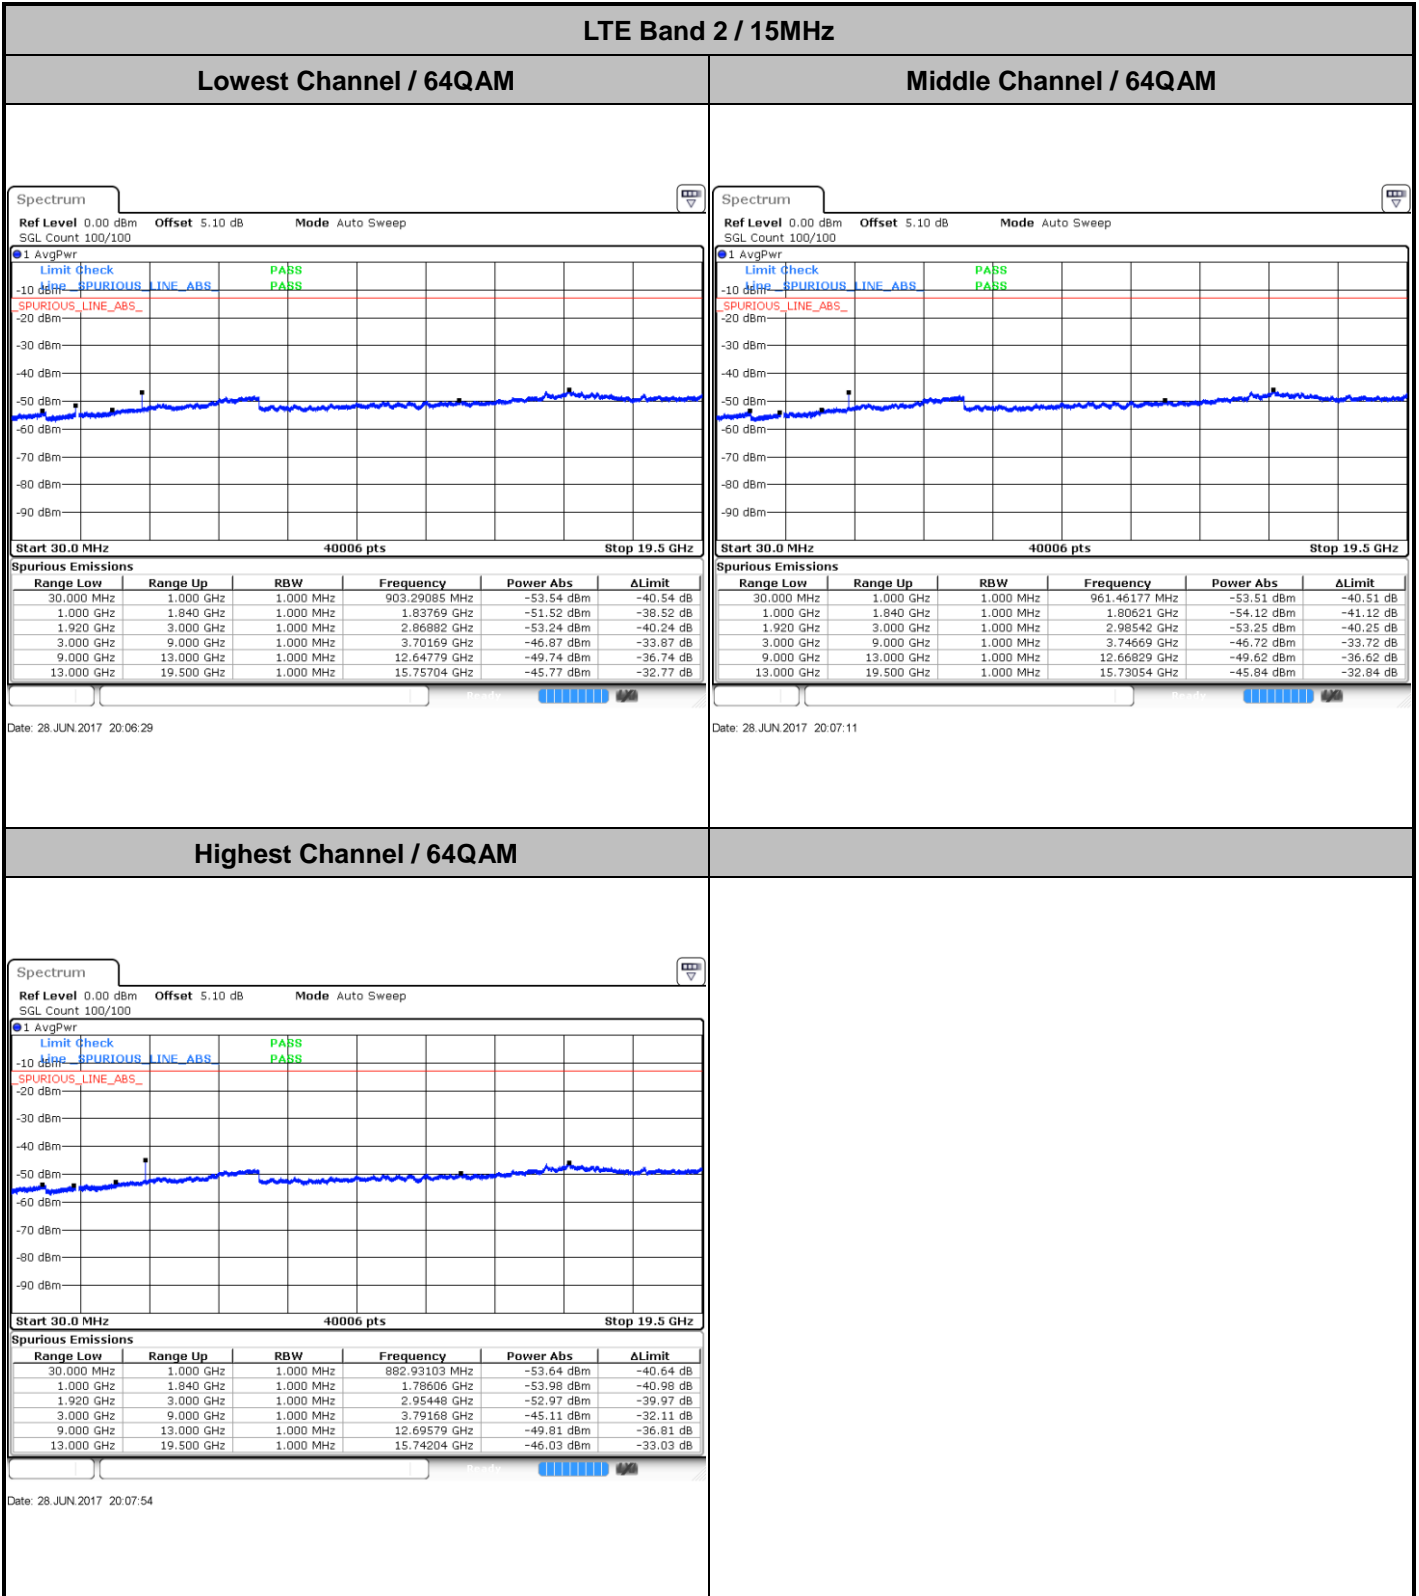 LTE Band 2 / 15MHz
Lowest Channel / 64QAM
Middle Channel / 64QAM
Spectrum
Ref Level 0.00 dBm Offset 5.10 dB Mode Auto Sweep
SGL Count 100/100
1 AvgPwr
Limit Check PASS
Line _SPURIOUS_LINE_ABS_ PASS
-10 dBm
_SPURIOUS_LINE_ABS_
-20 dBm
-30 dBm
-40 dBm
-50 dBm
-60 dBm
-70 dBm
-80 dBm
-90 dBm
Start 30.0 MHz 40006 pts Stop 19.5 GHz
Spurious Emissions
Range Low Range Up RBW Frequency Power Abs ΔLimit
30.000 MHz 1.000 GHz 1.000 MHz 903.29085 MHz -53.54 dBm -40.54 dB
1.000 GHz 1.840 GHz 1.000 MHz 1.83769 GHz -51.52 dBm -38.52 dB
1.920 GHz 3.000 GHz 1.000 MHz 2.86882 GHz -53.24 dBm -40.24 dB
3.000 GHz 9.000 GHz 1.000 MHz 3.70169 GHz -46.87 dBm -33.87 dB
9.000 GHz 13.000 GHz 1.000 MHz 12.64779 GHz -49.74 dBm -36.74 dB
13.000 GHz 19.500 GHz 1.000 MHz 15.75704 GHz -45.77 dBm -32.77 dB
Ready
Date: 28.JUN.2017 20:06:29
Spectrum
Ref Level 0.00 dBm Offset 5.10 dB Mode Auto Sweep
SGL Count 100/100
1 AvgPwr
Limit Check PASS
Line _SPURIOUS_LINE_ABS_ PASS
-10 dBm
_SPURIOUS_LINE_ABS_
-20 dBm
-30 dBm
-40 dBm
-50 dBm
-60 dBm
-70 dBm
-80 dBm
-90 dBm
Start 30.0 MHz 40006 pts Stop 19.5 GHz
Spurious Emissions
Range Low Range Up RBW Frequency Power Abs ΔLimit
30.000 MHz 1.000 GHz 1.000 MHz 961.46177 MHz -53.51 dBm -40.51 dB
1.000 GHz 1.840 GHz 1.000 MHz 1.80621 GHz -54.12 dBm -41.12 dB
1.920 GHz 3.000 GHz 1.000 MHz 2.98542 GHz -53.25 dBm -40.25 dB
3.000 GHz 9.000 GHz 1.000 MHz 3.74669 GHz -46.72 dBm -33.72 dB
9.000 GHz 13.000 GHz 1.000 MHz 12.66829 GHz -49.62 dBm -36.62 dB
13.000 GHz 19.500 GHz 1.000 MHz 15.73054 GHz -45.84 dBm -32.84 dB
Ready
Date: 28.JUN.2017 20:07:11
Highest Channel / 64QAM
Spectrum
Ref Level 0.00 dBm Offset 5.10 dB Mode Auto Sweep
SGL Count 100/100
1 AvgPwr
Limit Check PASS
Line _SPURIOUS_LINE_ABS_ PASS
-10 dBm
_SPURIOUS_LINE_ABS_
-20 dBm
-30 dBm
-40 dBm
-50 dBm
-60 dBm
-70 dBm
-80 dBm
-90 dBm
Start 30.0 MHz 40006 pts Stop 19.5 GHz
Spurious Emissions
Range Low Range Up RBW Frequency Power Abs ΔLimit
30.000 MHz 1.000 GHz 1.000 MHz 882.93103 MHz -53.64 dBm -40.64 dB
1.000 GHz 1.840 GHz 1.000 MHz 1.78606 GHz -53.98 dBm -40.98 dB
1.920 GHz 3.000 GHz 1.000 MHz 2.95448 GHz -52.97 dBm -39.97 dB
3.000 GHz 9.000 GHz 1.000 MHz 3.79168 GHz -45.11 dBm -32.11 dB
9.000 GHz 13.000 GHz 1.000 MHz 12.69579 GHz -49.81 dBm -36.81 dB
13.000 GHz 19.500 GHz 1.000 MHz 15.74204 GHz -46.03 dBm -33.03 dB
Ready
Date: 28.JUN.2017 20:07:54